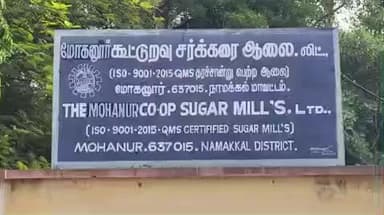 மோகனூர் கூட்டுறவு சர்க்கரை ஆலை. லிட்.,
(ISO-9001-2015-QMS தரச்சான்று பெற்ற ஆலை)
மோகனூர். 637015. நாமக்கல் மாவட்டம்.
THE MOHANUR CO-OP SUGAR MILL'S, LTD.,
(ISO-9001-2015-QMS CERTIFIFIED SUGAR MILL'S)
MOHANUR. 637015. NAMAKKAL DISTRICT.